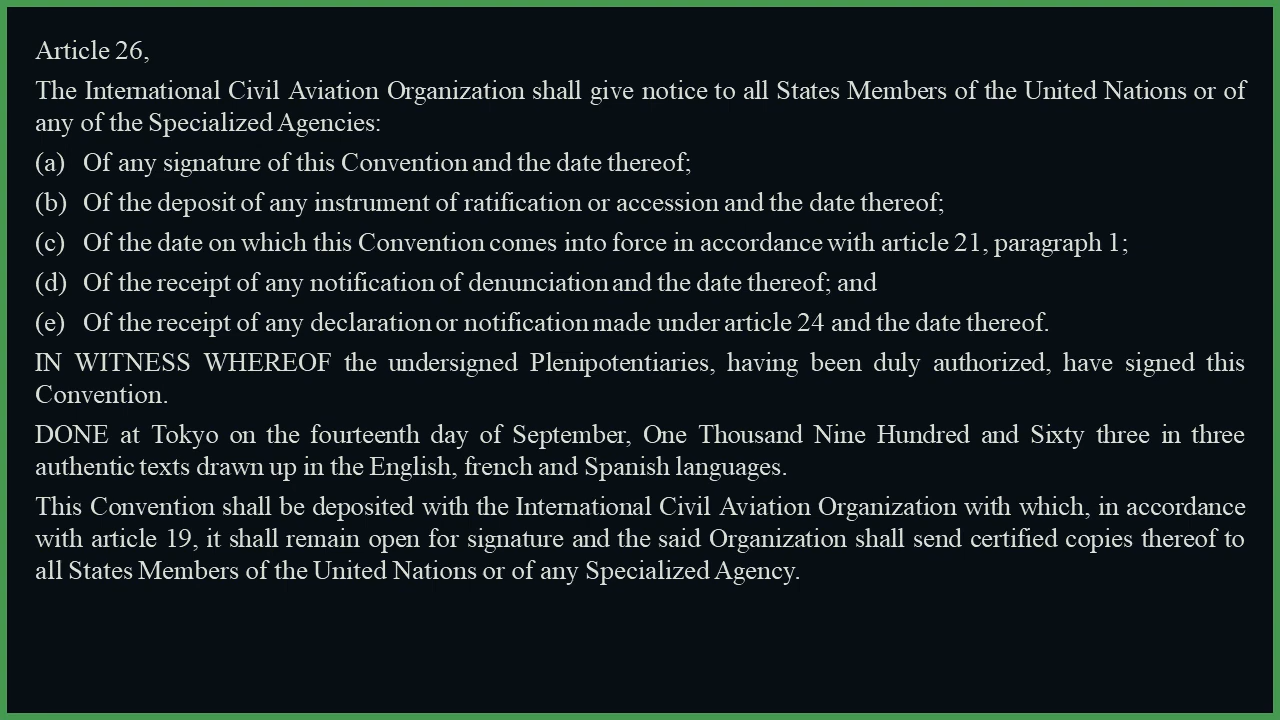 Article 26,
The International Civil Aviation Organization shall give notice to all States Members of the United Nations or of
any of the Specialized Agencies:
(a) Of any signature of this Convention and the date thereof;
(b) Of the deposit of any instrument of ratification or accession and the date thereof;
(c) Of the date on which this Convention comes into force in accordance with article 21, paragraph 1;
(d) Of the receipt of any notification of denunciation and the date thereof; and
(e) Of the receipt of any declaration or notification made under article 24 and the date thereof.
IN WITNESS WHEREOF the undersigned Plenipotentiaries, having been duly authorized, have signed this
Convention.
DONE at Tokyo on the fourteenth day of September, One Thousand Nine Hundred and Sixty three in three
authentic texts drawn up in the English, french and Spanish languages.
This Convention shall be deposited with the International Civil Aviation Organization with which, in accordance
with article 19, it shall remain open for signature and the said Organization shall send certified copies thereof to
all States Members of the United Nations or of any Specialized Agency.